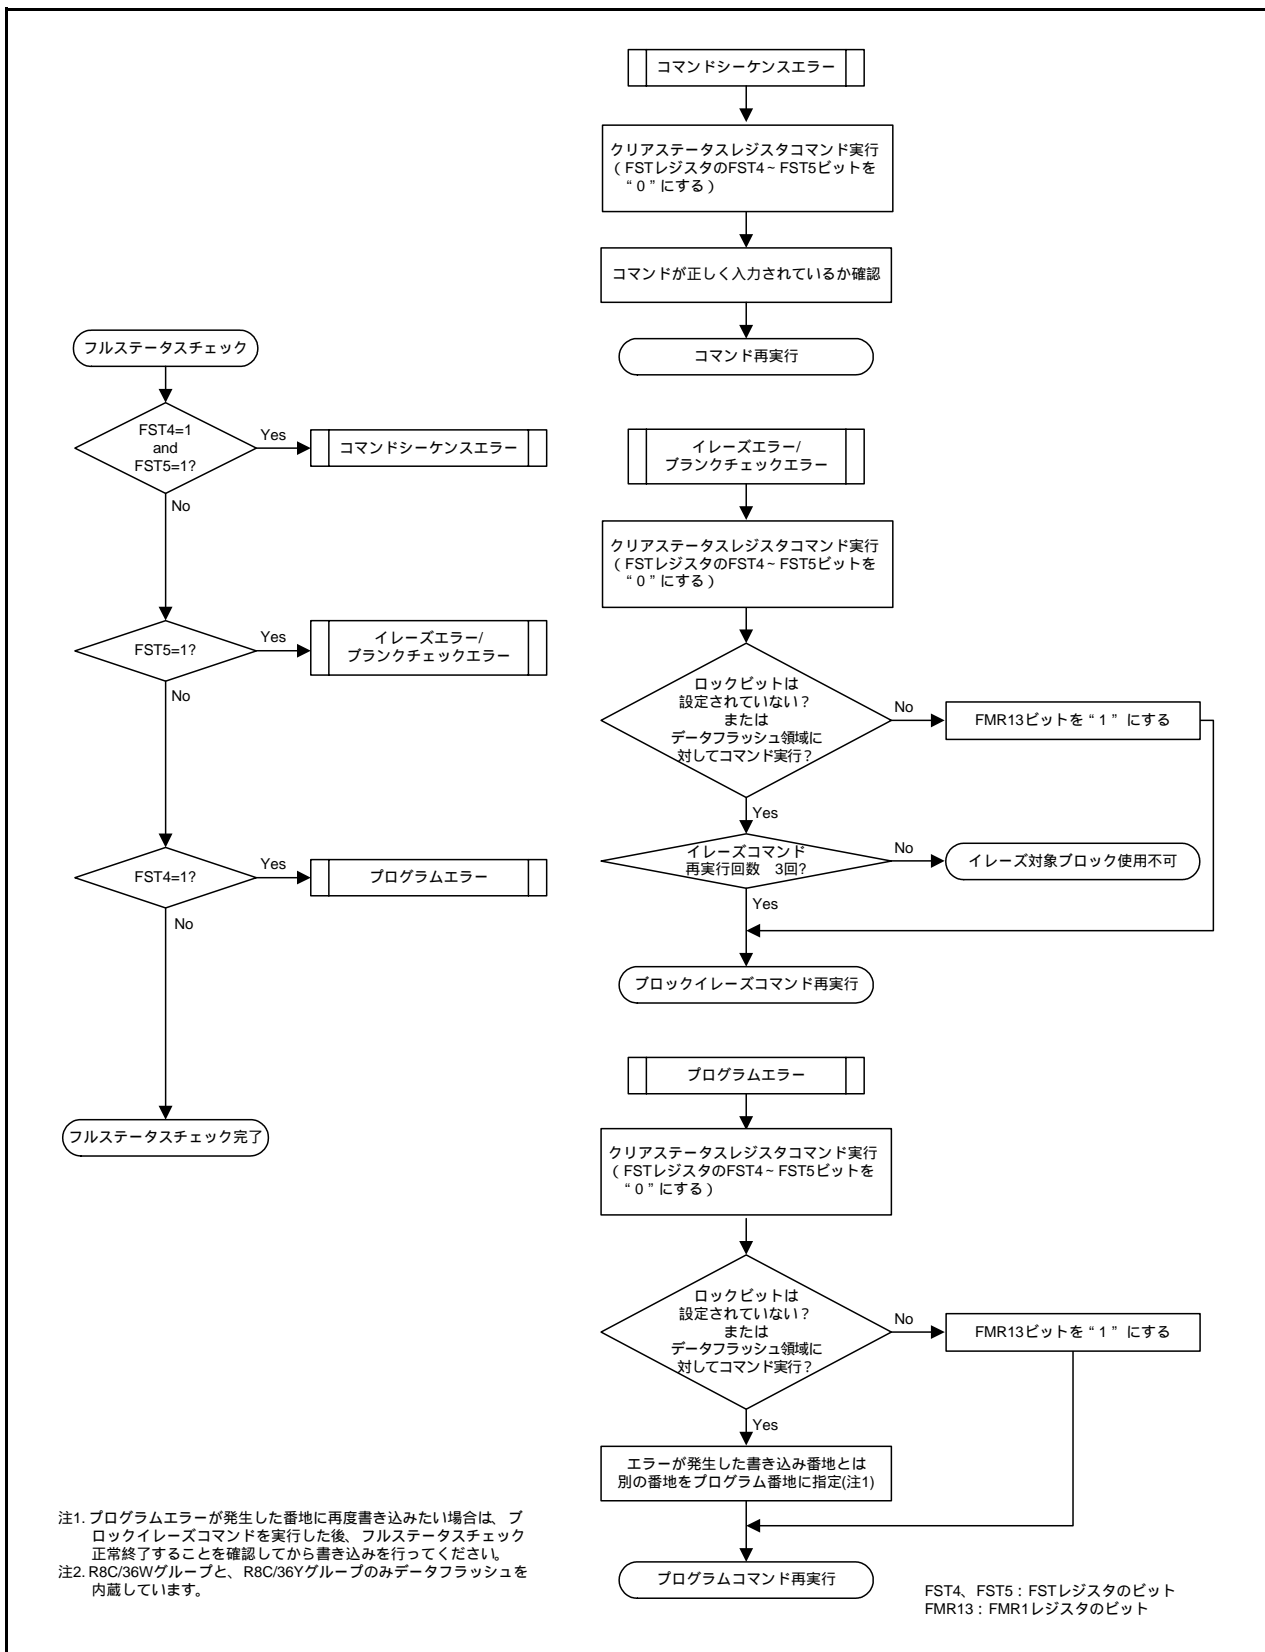 フルステータスチェック
FST4=1
and
FST5=1?
Yes
コマンドシーケンスエラー
No
FST5=1?
Yes
イレーズエラー/
ブランクチェックエラー
No
FST4=1?
Yes
プログラムエラー
No
フルステータスチェック完了
コマンドシーケンスエラー
クリアステータスレジスタコマンド実行
(FSTレジスタのFST4~FST5ビットを
“0”にする)
コマンドが正しく入力されているか確認
コマンド再実行
イレーズエラー/
ブランクチェックエラー
クリアステータスレジスタコマンド実行
(FSTレジスタのFST4~FST5ビットを
“0”にする)
ロックビットは
設定されていない?
または
データフラッシュ領域に
対してコマンド実行?
No
FMR13ビットを“1”にする
Yes
イレーズコマンド
再実行回数 3回?
No
イレーズ対象ブロック使用不可
Yes
ブロックイレーズコマンド再実行
プログラムエラー
クリアステータスレジスタコマンド実行
(FSTレジスタのFST4~FST5ビットを
“0”にする)
ロックビットは
設定されていない?
または
データフラッシュ領域に
対してコマンド実行?
No
FMR13ビットを“1”にする
Yes
エラーが発生した書き込み番地とは
別の番地をプログラム番地に指定(注1)
プログラムコマンド再実行
注1. プログラムエラーが発生した番地に再度書き込みたい場合は、ブ
ロックイレーズコマンドを実行した後、フルステータスチェック
正常終了することを確認してから書き込みを行ってください。
注2. R8C/36Wグループと、R8C/36Yグループのみデータフラッシュを
内蔵しています。
FST4、FST5:FSTレジスタのビット
FMR13:FMR1レジスタのビット